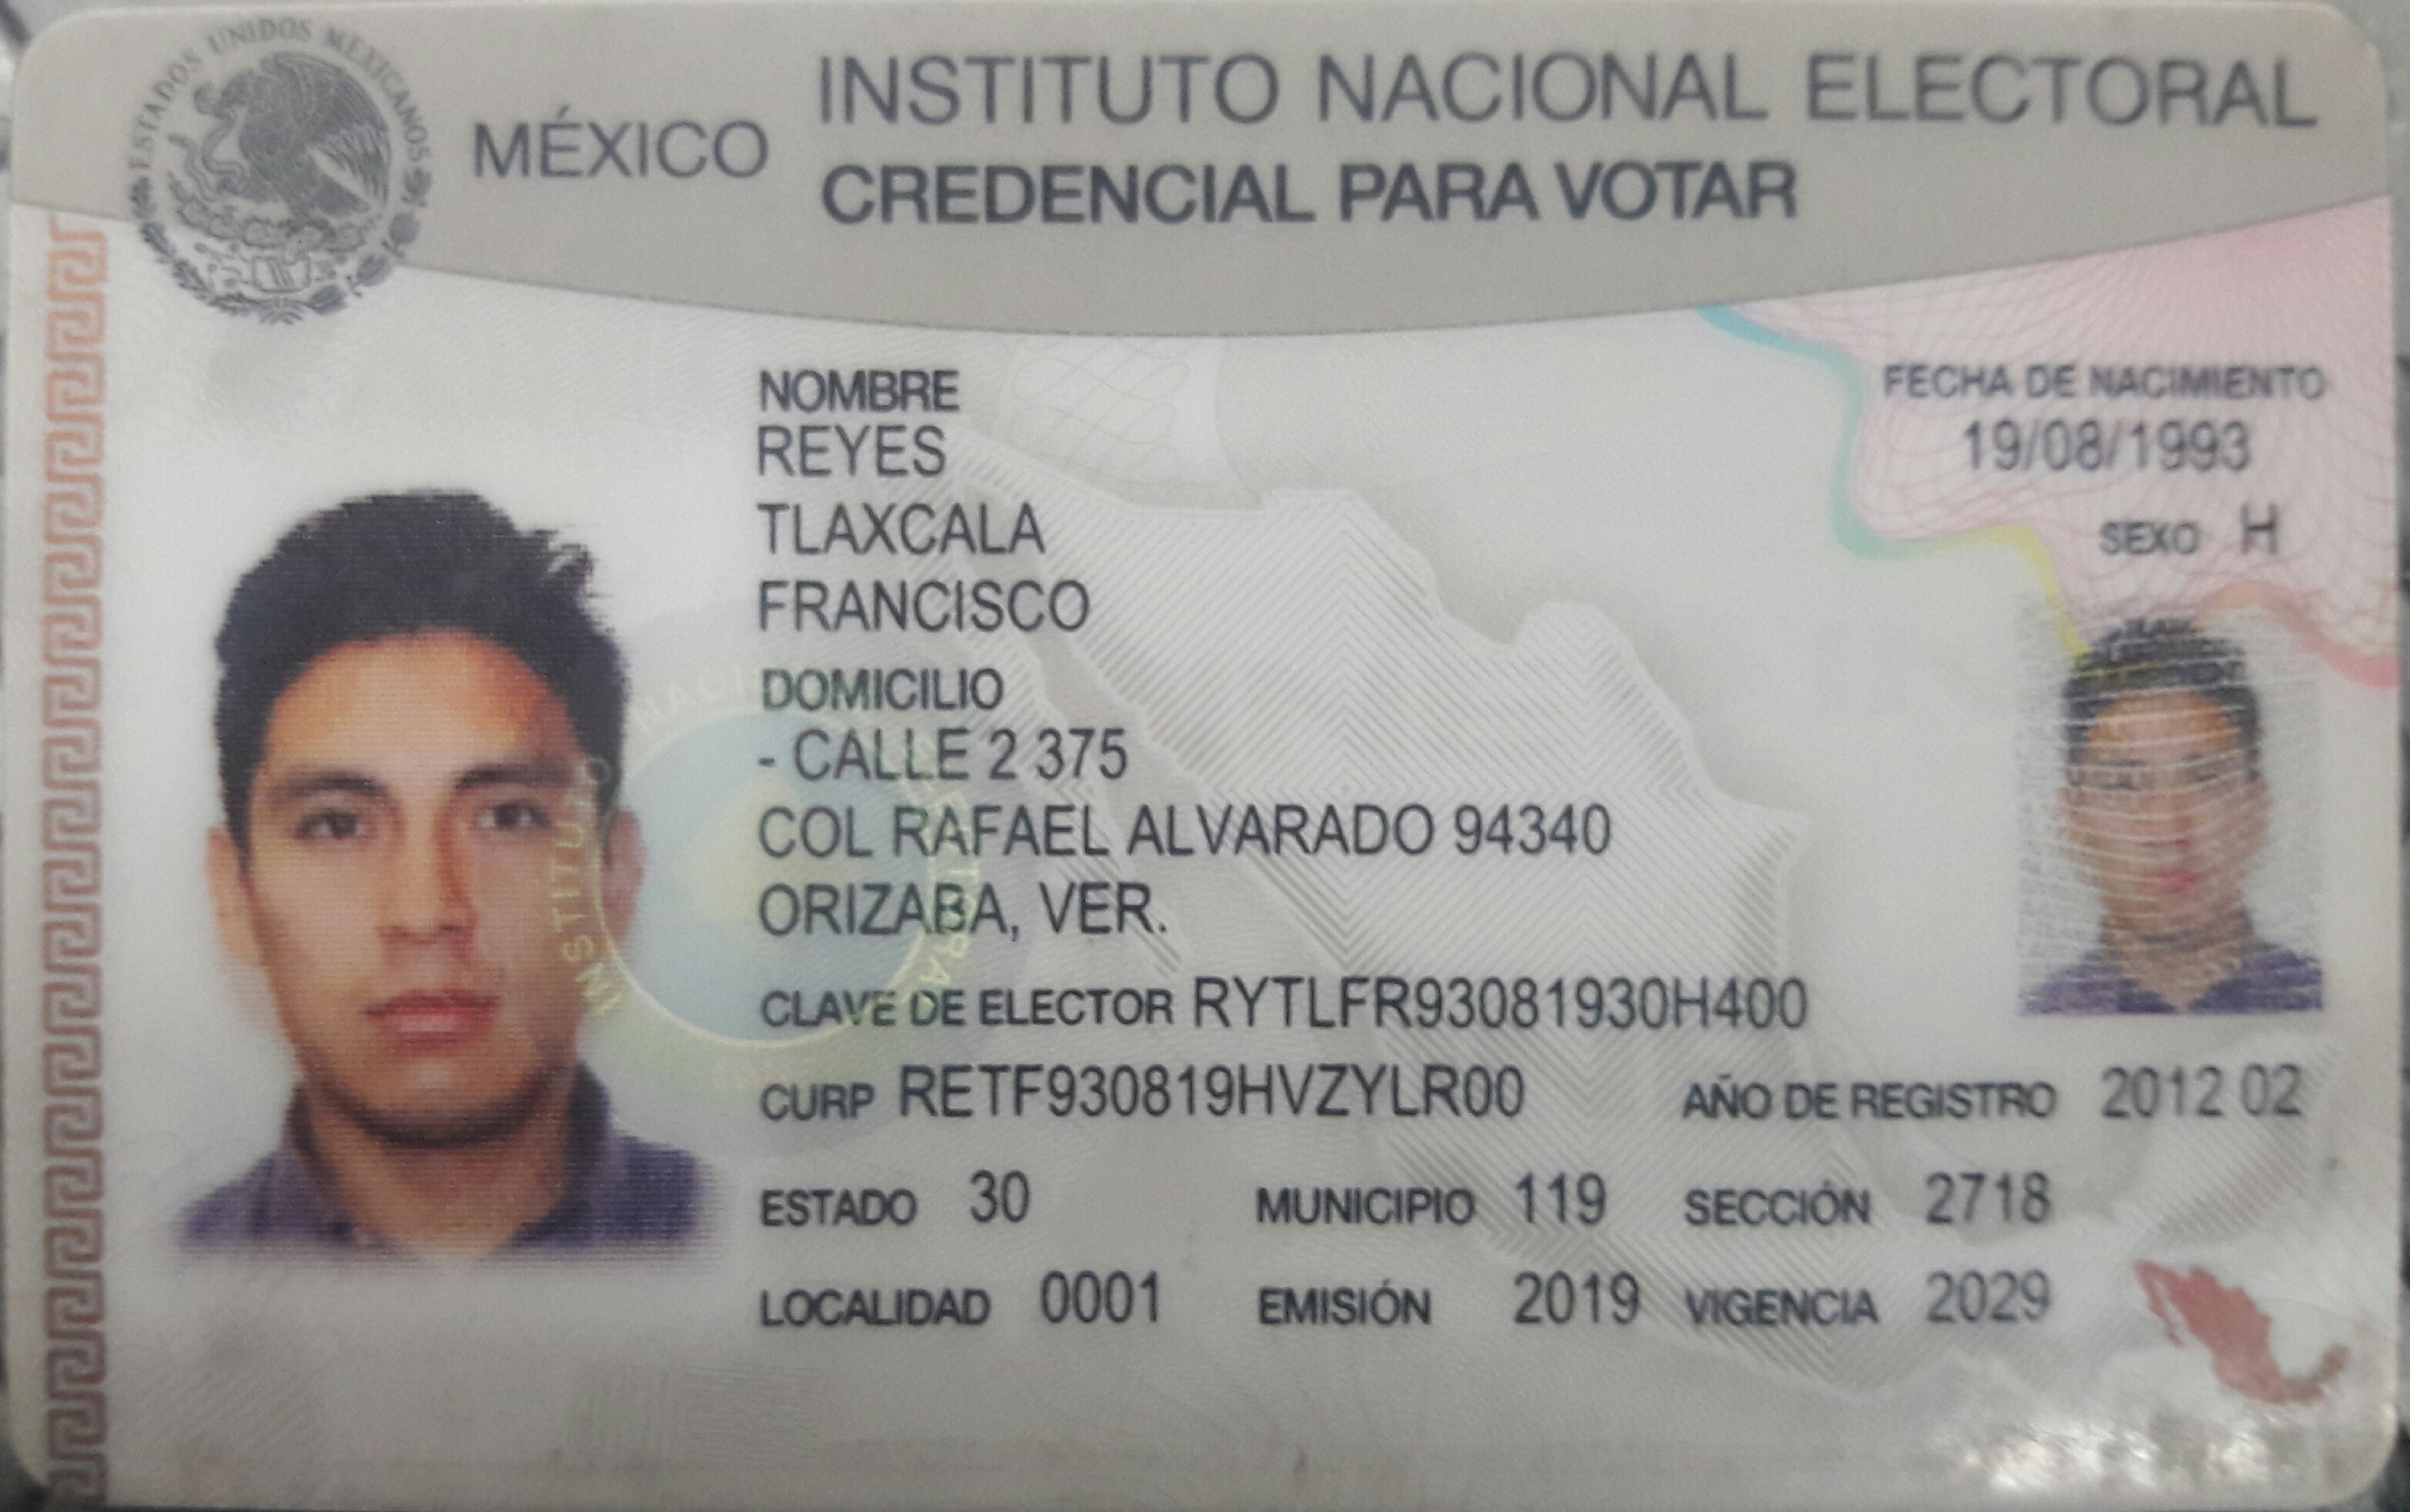 ESTADOS UNIDOS MEXICANOS
MÉXICO
INSTITUTO NACIONAL ELECTORAL
CREDENCIAL PARA VOTAR
NOMBRE
REYES
TLAXCALA
FRANCISCO
FECHA DE NACIMIENTO
19/08/1993
SEXO H
DOMICILIO
- CALLE 2 375
COL RAFAEL ALVARADO 94340
ORIZABA, VER.
INSTITUTO NACIONAL ELECTORAL
CLAVE DE ELECTOR RYTLFR93081930H400
CURP RETF930819HVZYLR00 AÑO DE REGISTRO 2012 02
ESTADO 30 MUNICIPIO 119 SECCIÓN 2718
LOCALIDAD 0001 EMISIÓN 2019 VIGENCIA 2029